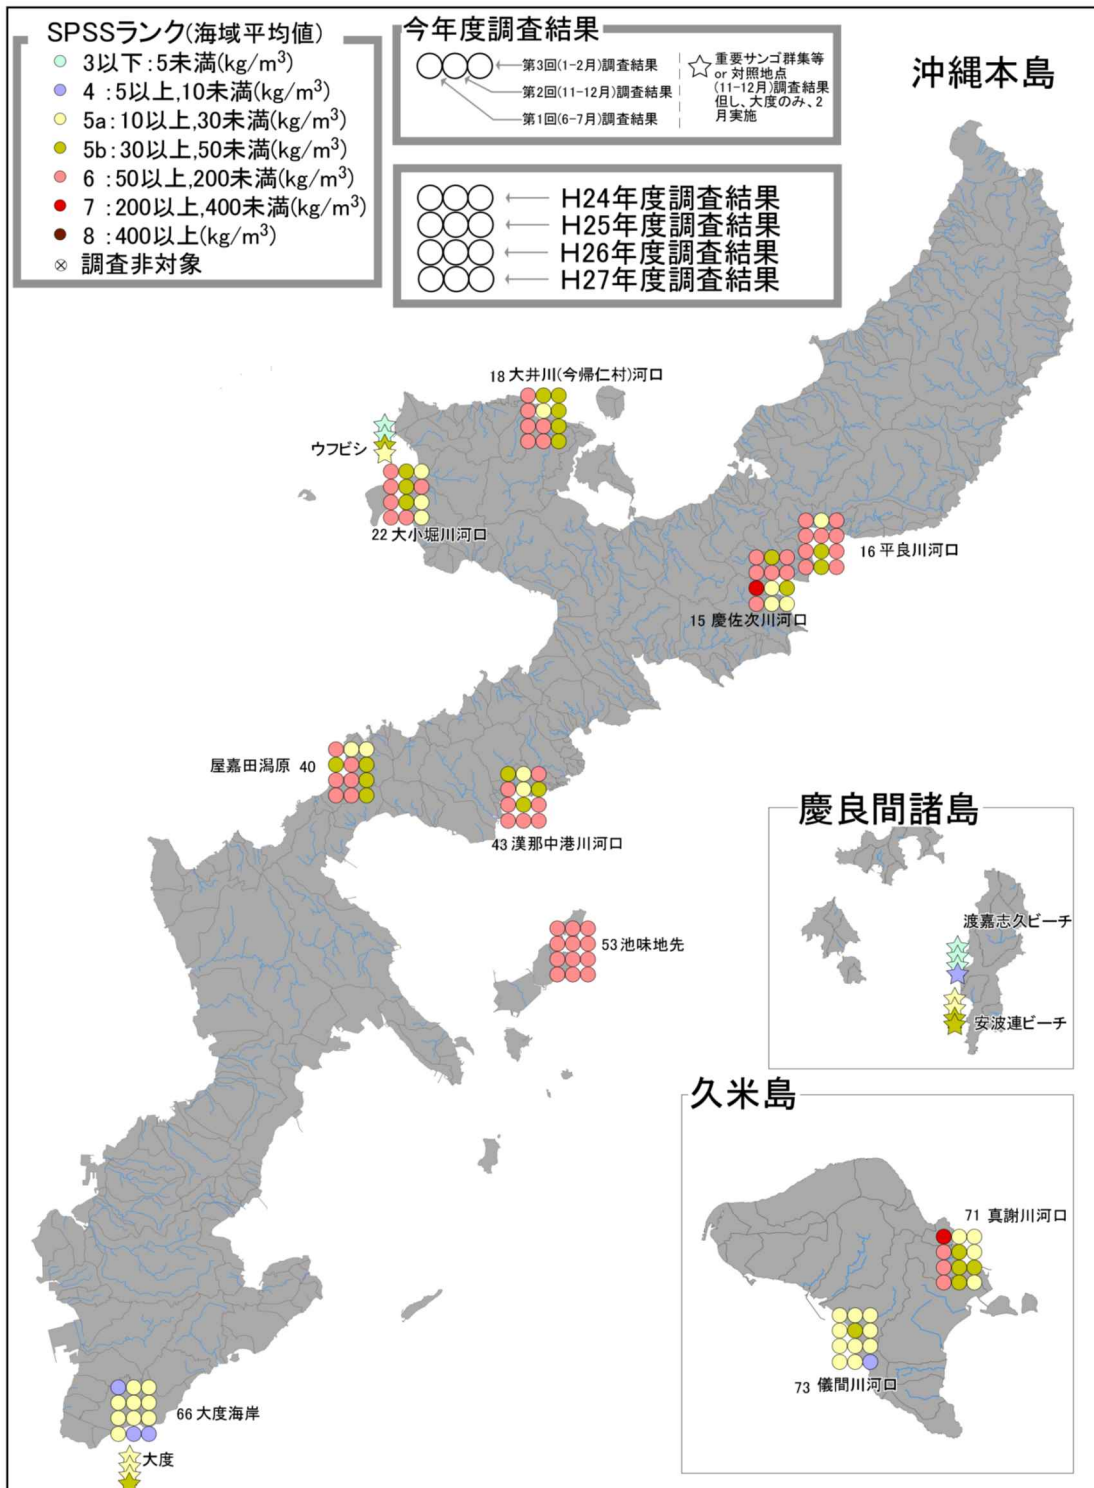 SPSSランク(海域平均値)
3以下:5未満(kg/m³)
4 :5以上,10未満(kg/m³)
5a:10以上,30未満(kg/m³)
5b:30以上,50未満(kg/m³)
6 :50以上,200未満(kg/m³)
7 :200以上,400未満(kg/m³)
8 :400以上(kg/m³)
調査非対象
今年度調査結果
第3回(1-2月)調査結果
第2回(11-12月)調査結果
第1回(6-7月)調査結果
重要サンゴ群集等
or 対照地点
(11-12月)調査結果
但し、大度のみ、2
月実施
H24年度調査結果
H25年度調査結果
H26年度調査結果
H27年度調査結果
沖縄本島
18 大井川(今帰仁村)河口
ウフビシ
22 大小堀川河口
16 平良川河口
15 慶佐次川河口
屋嘉田潟原 40
43 漢那中港川河口
53 池味地先
慶良間諸島
渡嘉志久ビーチ
安波連ビーチ
久米島
71 真謝川河口
73 儀間川河口
66 大度海岸
大度